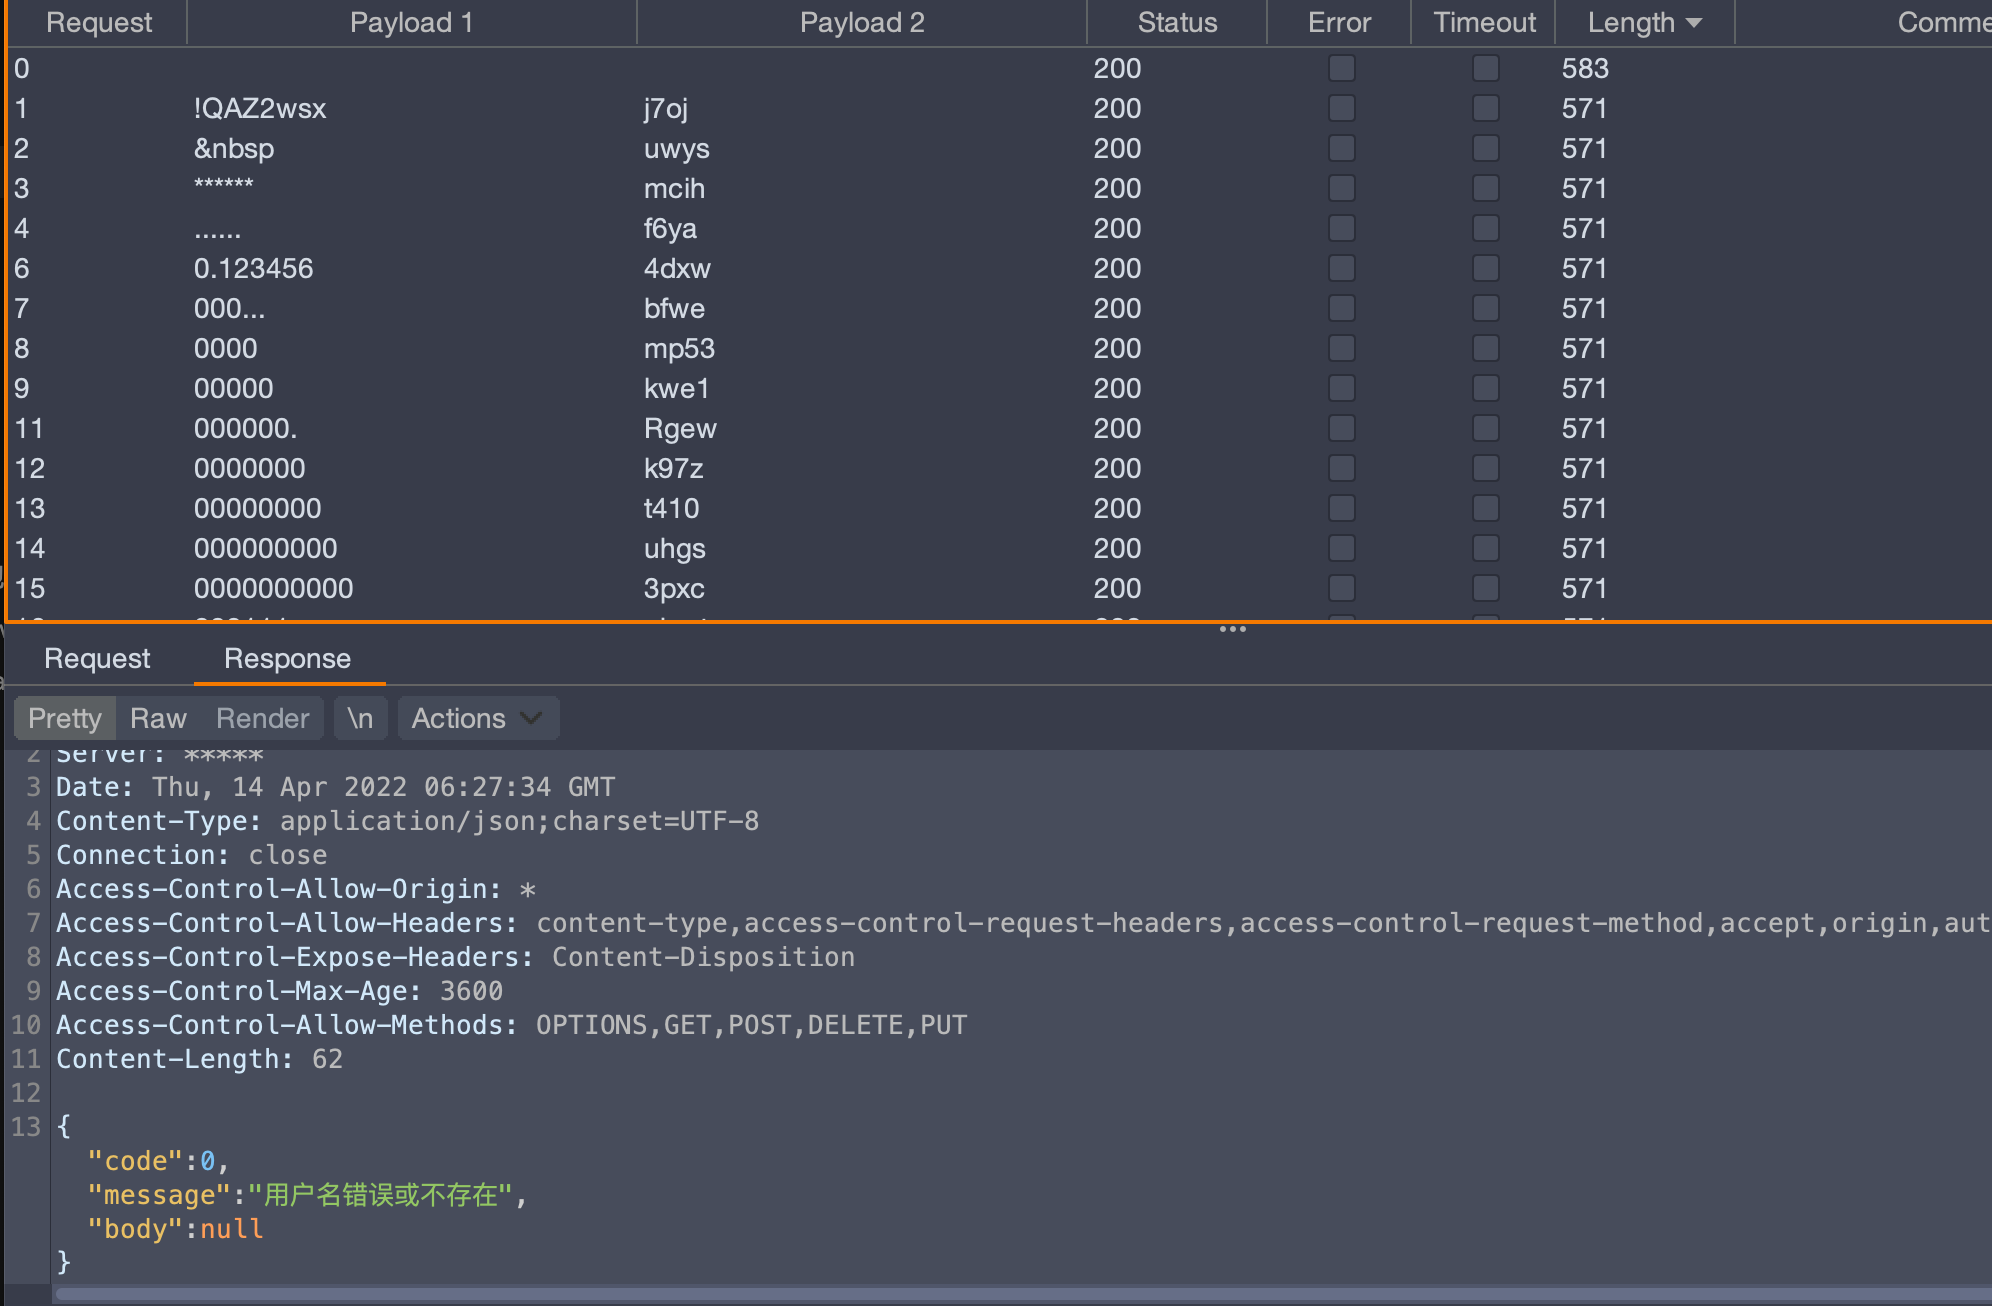 Request Payload 1 Payload 2 Status Error Timeout Length
0 200 583
1 !QAZ2wsx j7oj 200 571
2 &nbsp uwys 200 571
3 ****** mcih 200 571
4 ...... f6ya 200 571
6 0.123456 4dxw 200 571
7 000... bfwe 200 571
8 0000 mp53 200 571
9 00000 kwe1 200 571
11 000000. Rgew 200 571
12 0000000 k97z 200 571
13 00000000 t410 200 571
14 000000000 uhgs 200 571
15 0000000000 3pxc 200 571
Request Response
Pretty Raw Render \n Actions
2 Server: *****
3 Date: Thu, 14 Apr 2022 06:27:34 GMT
4 Content-Type: application/json;charset=UTF-8
5 Connection: close
6 Access-Control-Allow-Origin: *
7 Access-Control-Allow-Headers: content-type,access-control-request-headers,access-control-request-method,accept,origin,aut
8 Access-Control-Expose-Headers: Content-Disposition
9 Access-Control-Max-Age: 3600
10 Access-Control-Allow-Methods: OPTIONS,GET,POST,DELETE,PUT
11 Content-Length: 62
12
13 {
"code":0,
"message":"用户名错误或不存在",
"body":null
}